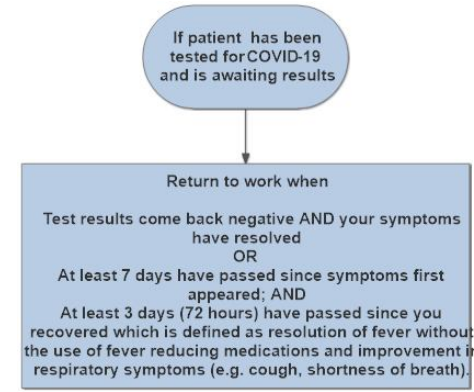 If patient has been
tested for COVID-19
and is awaiting results
Return to work when
Test results come back negative AND your symptoms
have resolved
OR
At least 7 days have passed since symptoms first
appeared; AND
At least 3 days (72 hours) have passed since you
recovered which is defined as resolution of fever without
the use of fever reducing medications and improvement in
respiratory symptoms (e.g. cough, shortness of breath).